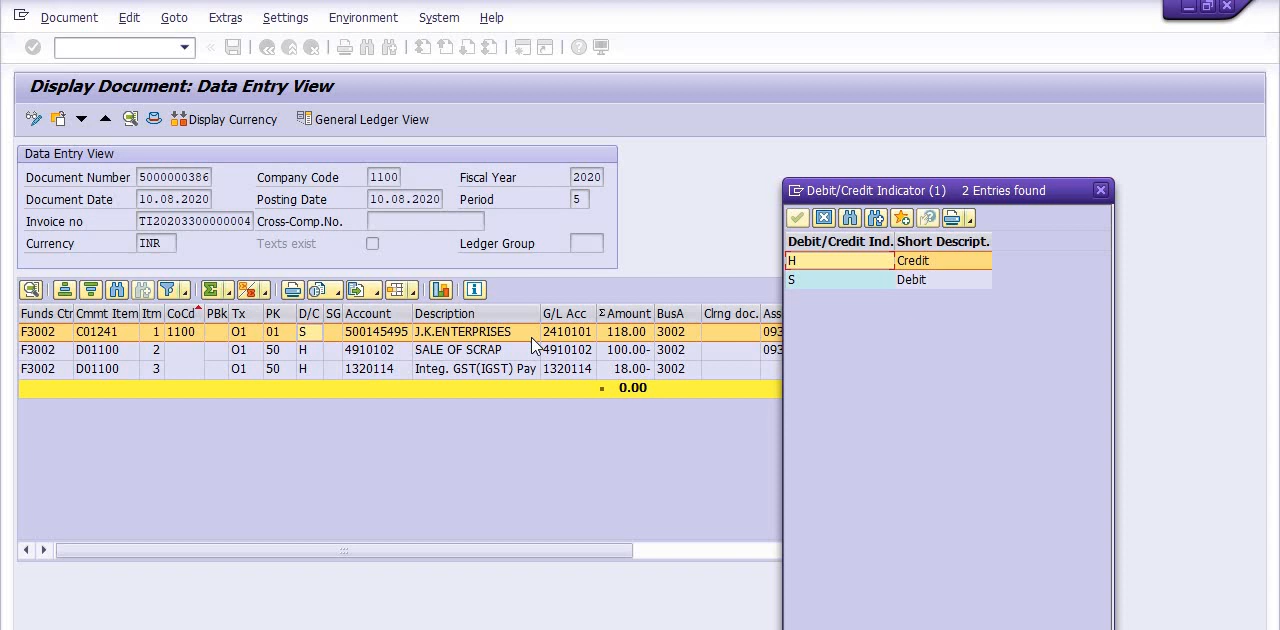 Document Edit Goto Extras Settings Environment System Help
Display Document: Data Entry View
Display Currency General Ledger View
Data Entry View
Document Number 5000000386 Company Code 1100 Fiscal Year 2020
Document Date 10.08.2020 Posting Date 10.08.2020 Period 5
Invoice no Crss-Comp.No.
Currency INR Texts exist Ledger Group
Funds Ctr Cmmt Item Itm CoCd PBk Tx PK D/C SG Account Description G/L Acc Σ Amount BusA Clrng doc. Ass
F3002 C01241 1 1100 O1 01 S 500145495 J.K.ENTERPRISES 2410101 118.00 3002 093
F3002 D01100 2 O1 50 H 4910102 SALE OF SCRAP 4910102 100.00- 3002 093
F3002 D01100 3 O1 50 H 1320114 Integ. GST(IGST) Pay 1320114 18.00- 3002
0.00
Debit/Credit Indicator (1) 2 Entries found
Debit/Credit Ind. Short Descript.
H Credit
S Debit